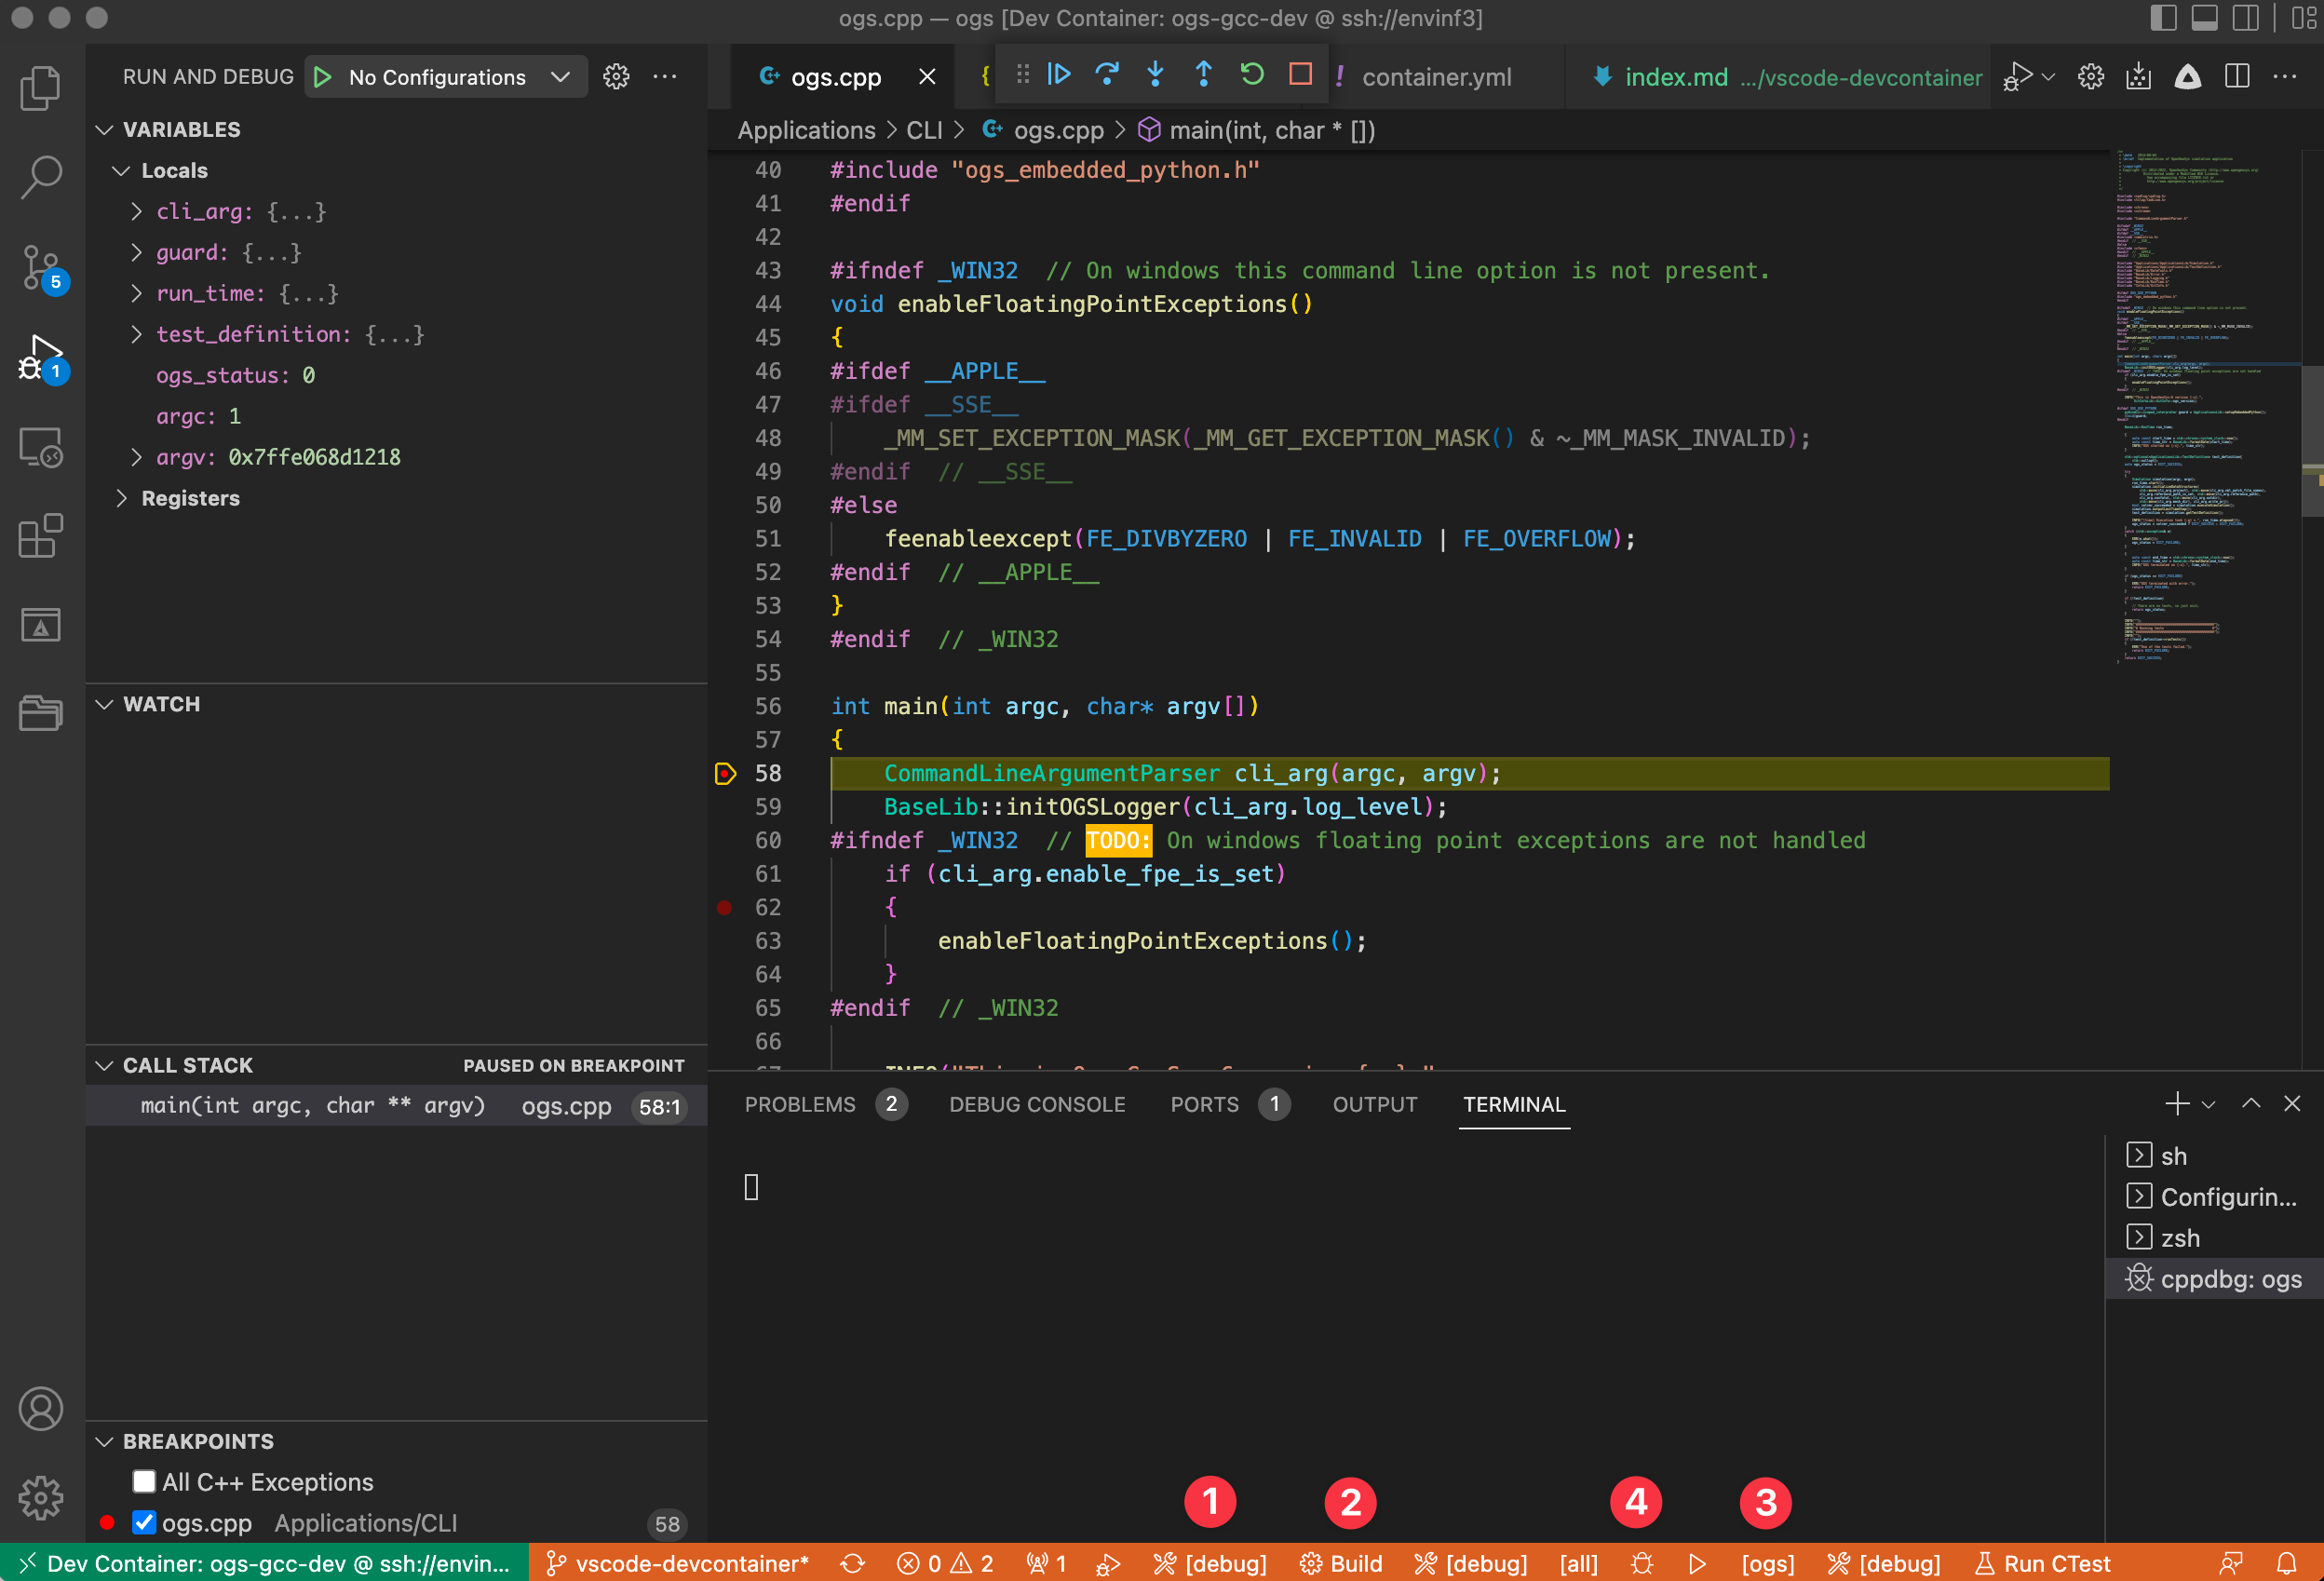 ogs.cpp — ogs [Dev Container: ogs-gcc-dev @ ssh://envinf3]
RUN AND DEBUG No Configurations
VARIABLES
Locals
cli_arg: {...}
guard: {...}
run_time: {...}
test_definition: {...}
ogs_status: 0
argc: 1
argv: 0x7ffe068d1218
Registers
5
1
WATCH
CALL STACK PAUSED ON BREAKPOINT
main(int argc, char ** argv) ogs.cpp 58:1
BREAKPOINTS
All C++ Exceptions
ogs.cpp Applications/CLI 58
ogs.cpp { ! container.yml index.md .../vscode-devcontainer
Applications > CLI > ogs.cpp > main(int, char * [])
40 #include "ogs_embedded_python.h"
41 #endif
42
43 #ifndef _WIN32 // On windows this command line option is not present.
44 void enableFloatingPointExceptions()
45 {
46 #ifdef __APPLE__
47 #ifdef __SSE__
48 _MM_SET_EXCEPTION_MASK(_MM_GET_EXCEPTION_MASK() & ~_MM_MASK_INVALID);
49 #endif // __SSE__
50 #else
51 feenableexcept(FE_DIVBYZERO | FE_INVALID | FE_OVERFLOW);
52 #endif // __APPLE__
53 }
54 #endif // _WIN32
55
56 int main(int argc, char* argv[])
57 {
58 CommandLineArgumentParser cli_arg(argc, argv);
59 BaseLib::initOGSLogger(cli_arg.log_level);
60 #ifndef _WIN32 // TODO: On windows floating point exceptions are not handled
61 if (cli_arg.enable_fpe_is_set)
62 {
63 enableFloatingPointExceptions();
64 }
65 #endif // _WIN32
66
PROBLEMS 2 DEBUG CONSOLE PORTS 1 OUTPUT TERMINAL
sh
Configurin...
zsh
cppdbg: ogs
1 2 4 3
Dev Container: ogs-gcc-dev @ ssh://envin... vscode-devcontainer* 0 2 1 [debug] Build [debug] [all] [ogs] [debug] Run CTest